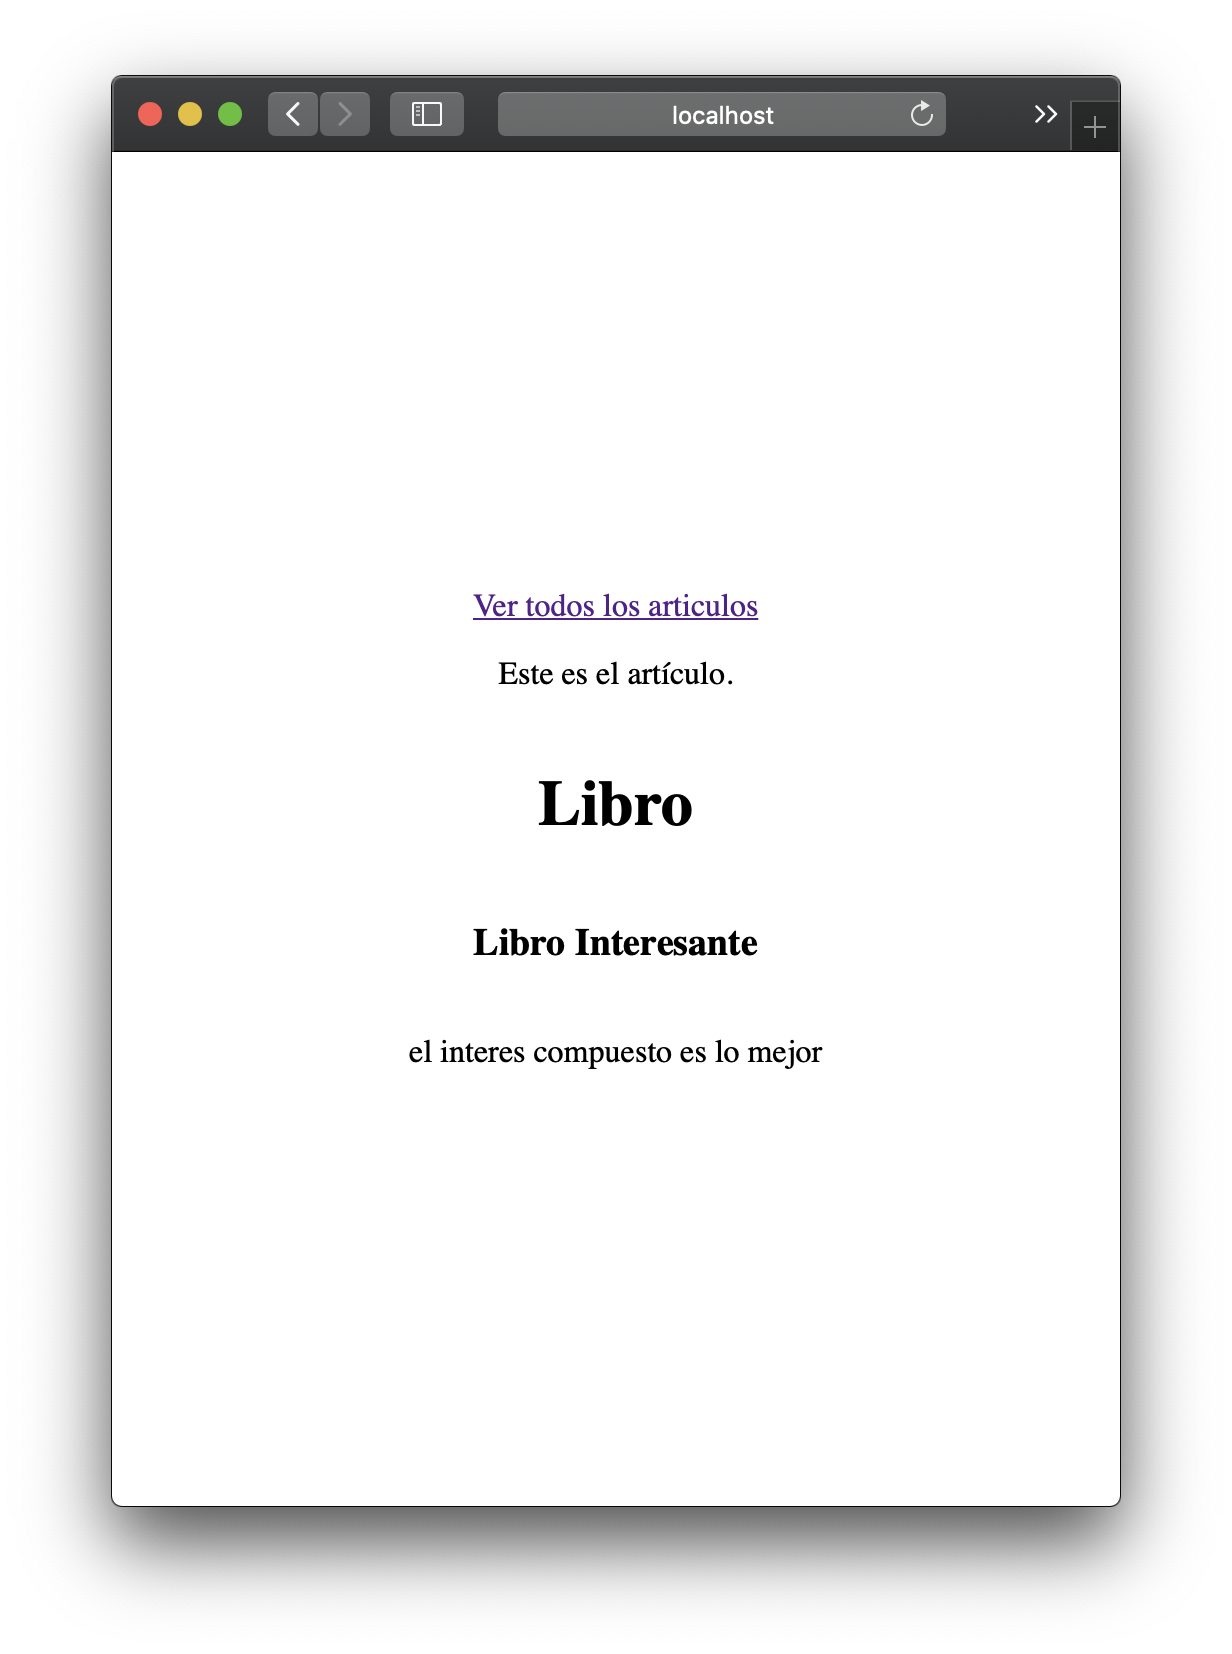 localhost
Ver todos los articulos
Este es el artículo.
Libro
Libro Interesante
el interes compuesto es lo mejor